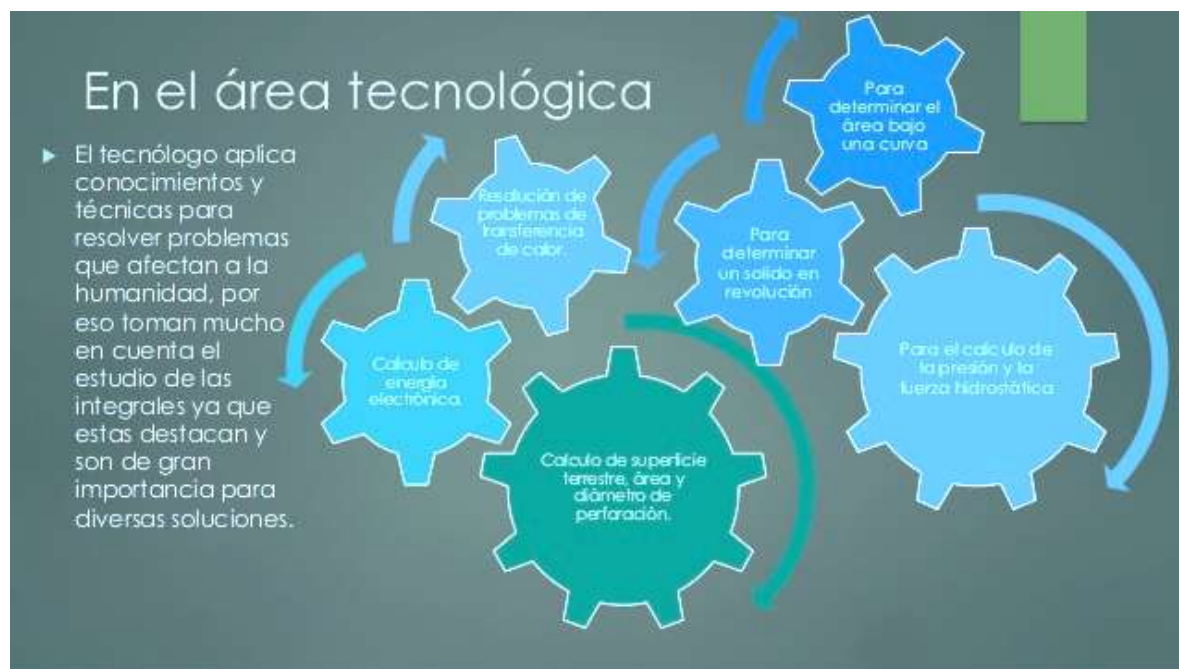 En el área tecnológica
El tecnólogo aplica
conocimientos y
técnicas para
resolver problemas
que afectan a la
humanidad, por
eso toman mucho
en cuenta el
estudio de las
integrales ya que
estas destacan y
son de gran
importancia para
diversas soluciones.
Calculo de
energía
electrónica.
Resolución de
problemas de
transferencia
de calor.
Calculo de superficie
terrestre, área y
diámetro de
perforación.
Para
determinar
un solido en
revolución
Para
determinar el
área bajo
una curva
Para el calculo de
la presión y la
fuerza hidrostática